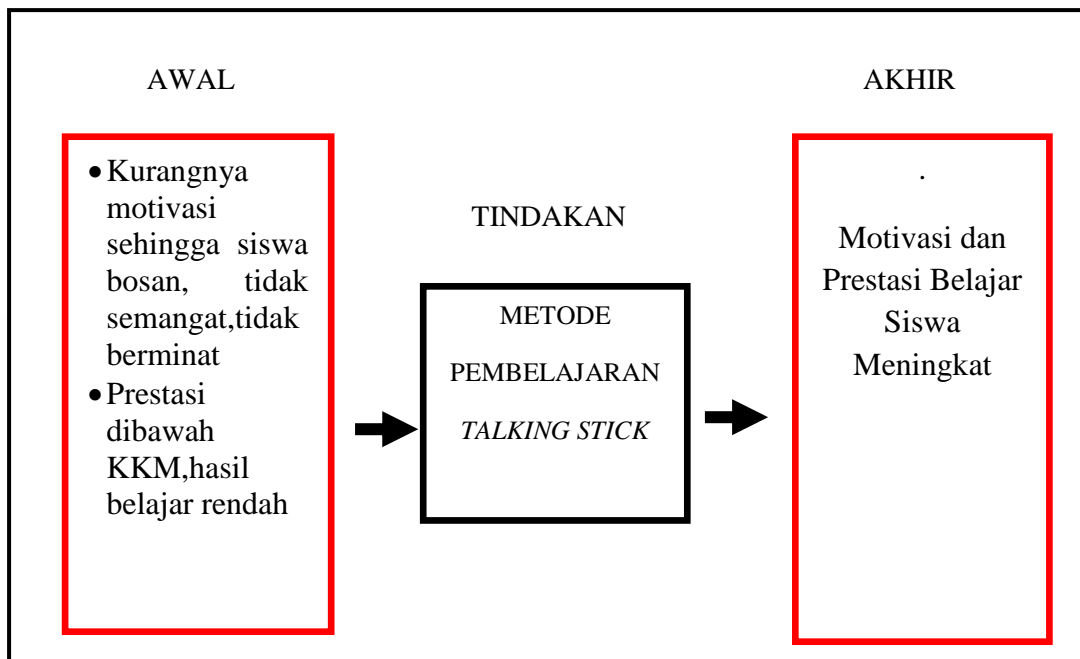 AWAL
• Kurangnya
motivasi
sehingga siswa
bosan, tidak
semangat,tidak
berminat
• Prestasi
dibawah
KKM,hasil
belajar rendah
TINDAKAN
METODE
PEMBELAJARAN
TALKING STICK
AKHIR
.
Motivasi dan
Prestasi Belajar
Siswa
Meningkat